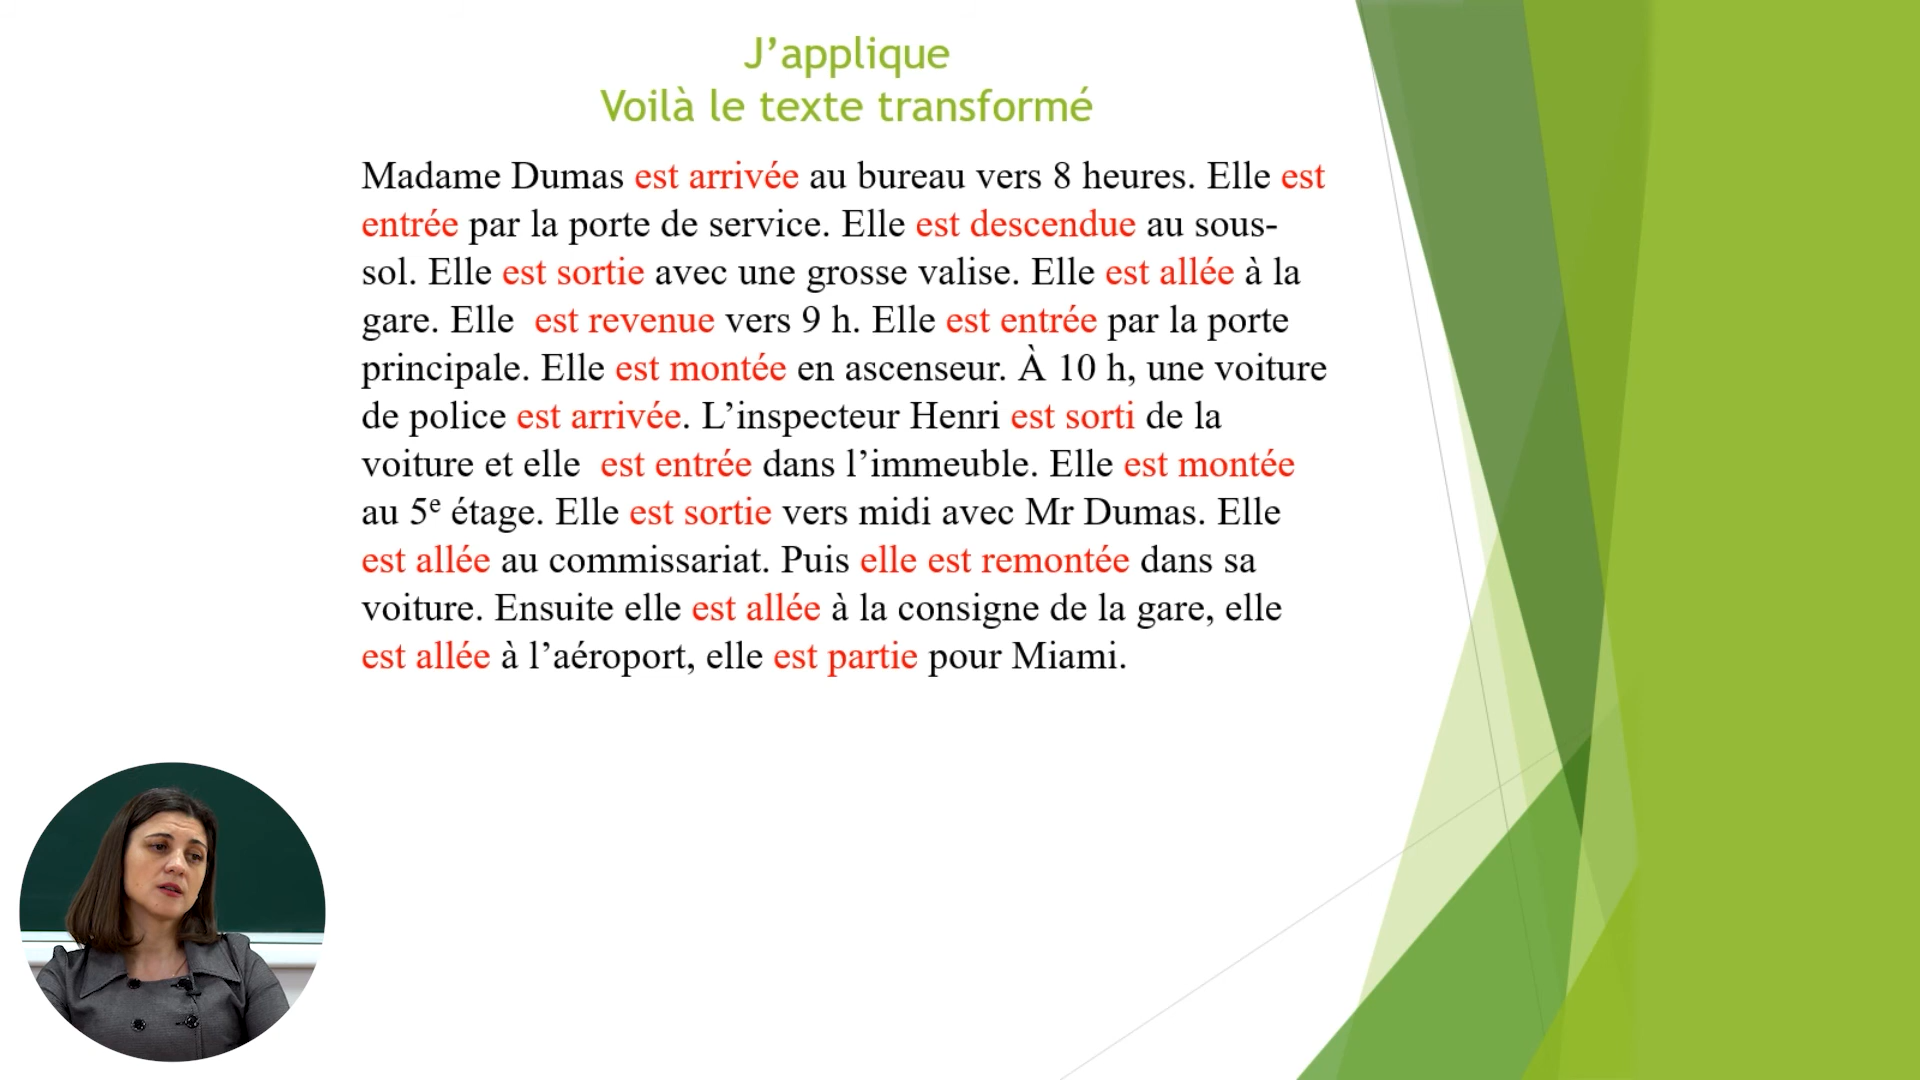 J’applique
Voilà le texte transformé
Madame Dumas est arrivée au bureau vers 8 heures. Elle est
entrée par la porte de service. Elle est descendue au sous-
sol. Elle est sortie avec une grosse valise. Elle est allée à la
gare. Elle  est revenue vers 9 h. Elle est entrée par la porte
principale. Elle est montée en ascenseur. À 10 h, une voiture
de police est arrivée. L’inspecteur Henri est sorti de la
voiture et elle  est entrée dans l’immeuble. Elle est montée
au 5ᵉ étage. Elle est sortie vers midi avec Mr Dumas. Elle
est allée au commissariat. Puis elle est remontée dans sa
voiture. Ensuite elle est allée à la consigne de la gare, elle
est allée à l’aéroport, elle est partie pour Miami.